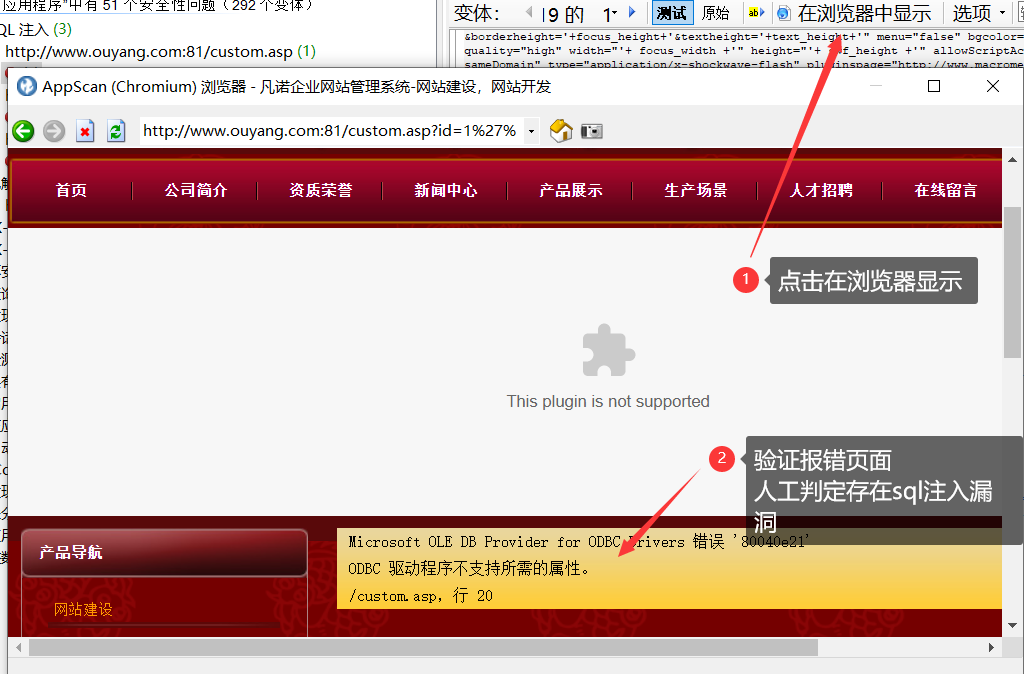 应用程序”中有 51 个安全性问题（292 个变体）
QL 注入 (3)
http://www.ouyang.com:81/custom.asp (1)
变体： 9 的 1 测试 原始 ab 在浏览器中显示 选项
&borderheight='+focus_height+'&textheight='+text_height+'" menu="false" bgcolor=
quality="high" width="'+ focus_width +'" height="'+ f_height +'" allowScriptAc
sameDomain" type="application/x-shockwave-flash" pluginspage="http://www.macrome
AppScan (Chromium) 浏览器 - 凡诺企业网站管理系统-网站建设，网站开发
http://www.ouyang.com:81/custom.asp?id=1%27%
首页 公司简介 资质荣誉 新闻中心 产品展示 生产场景 人才招聘 在线留言
1 点击在浏览器显示
This plugin is not supported
2 验证报错页面
人工判定存在sql注入漏
洞
产品导航
网站建设
Microsoft OLE DB Provider for ODBC Drivers 错误 '80040e21'
ODBC 驱动程序不支持所需的属性。
/custom.asp，行 20